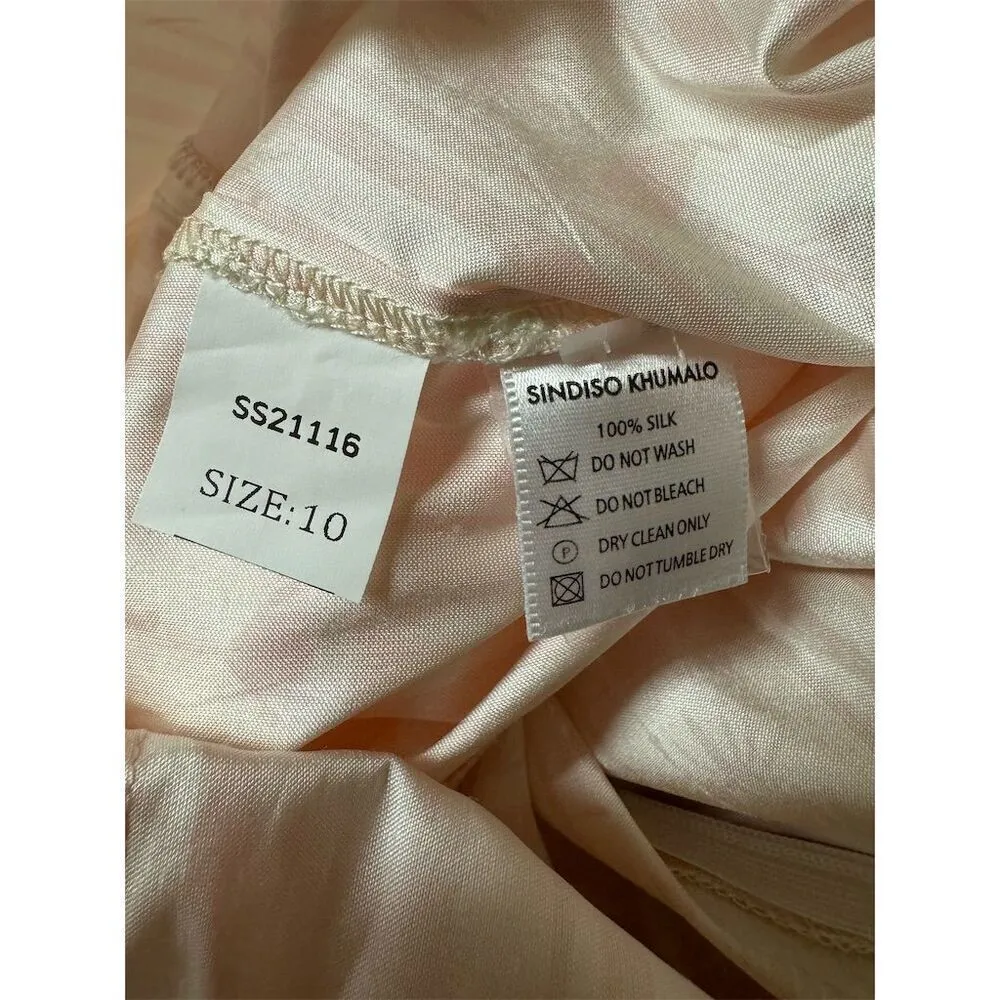 SS21116
SIZE:10
SINDISO KHUMALO
100% SILK
DO NOT WASH
DO NOT BLEACH
P DRY CLEAN ONLY
DO NOT TUMBLE DRY